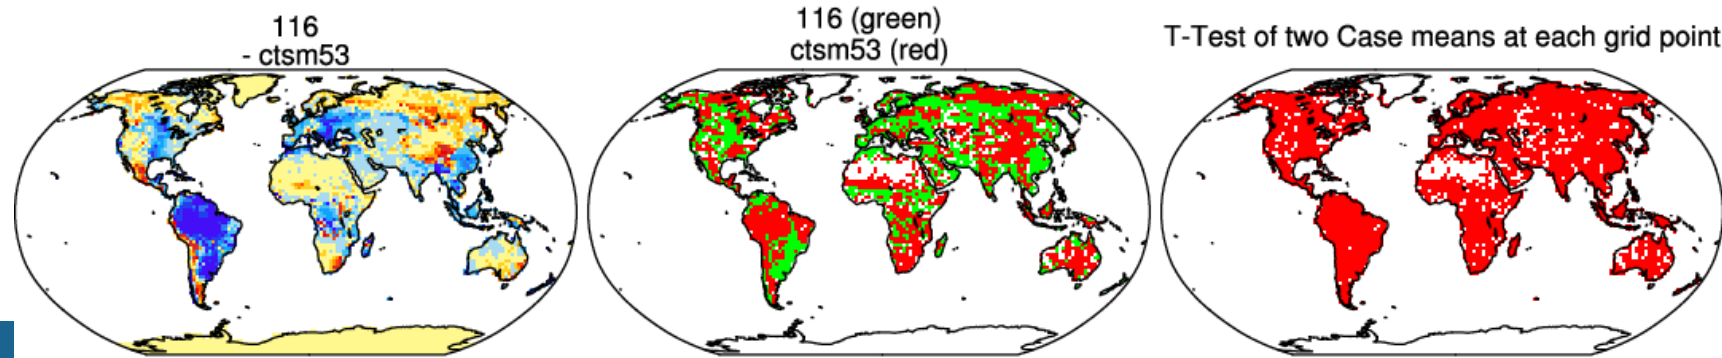 116
- ctsm53
116 (green)
ctsm53 (red)
T-Test of two Case means at each grid point